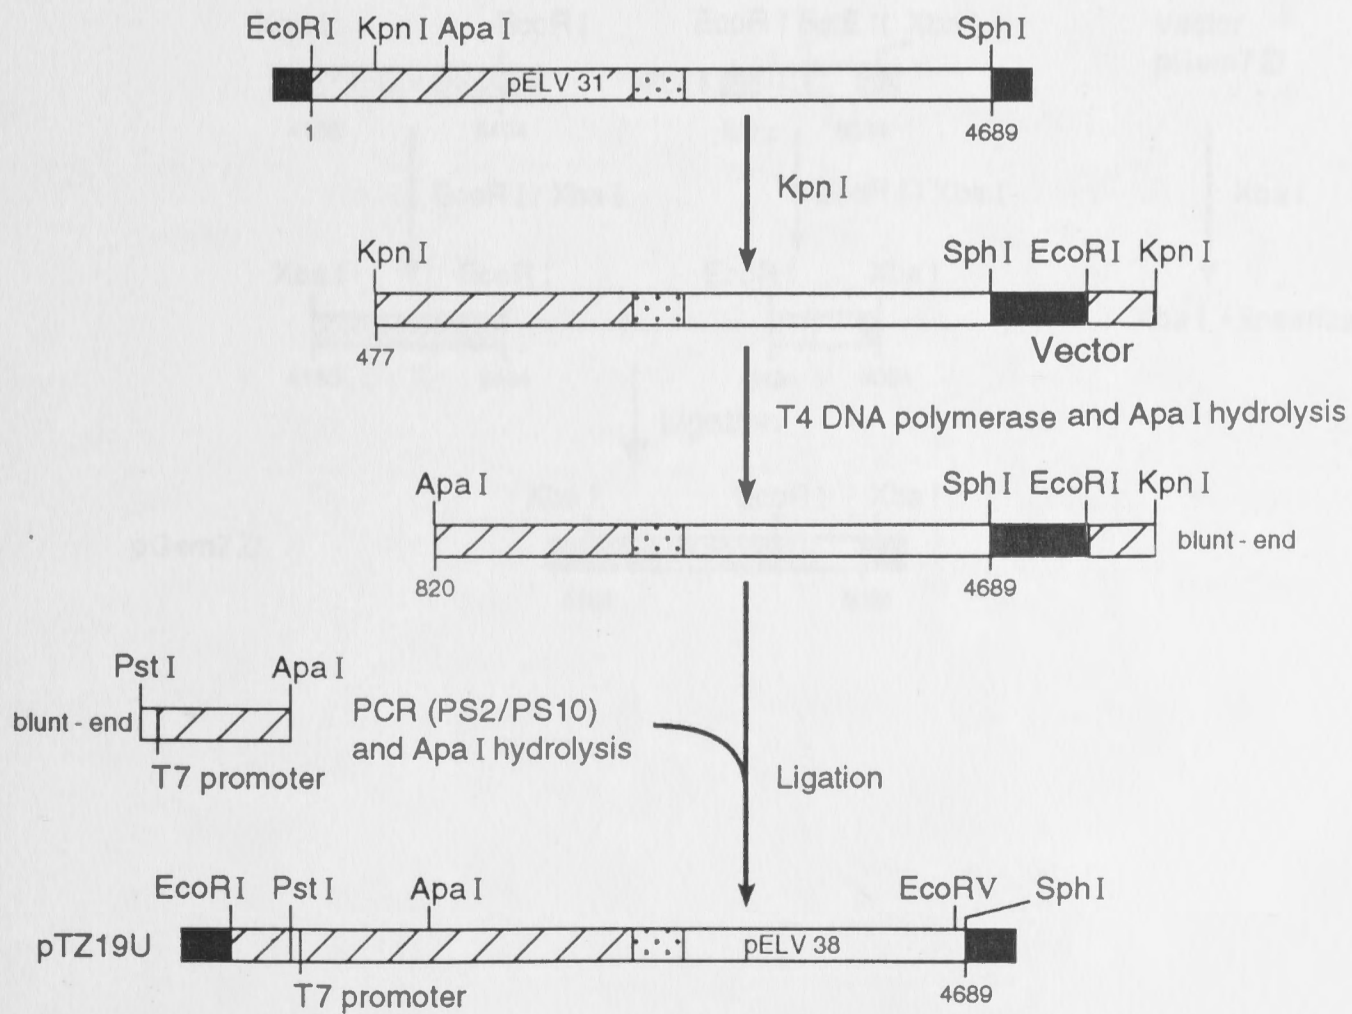 EcoR I Kpn I Apa I Sph I
pELV 31
1 4689
Kpn I
Kpn I Sph I EcoR I Kpn I
477 Vector
T4 DNA polymerase and Apa I hydrolysis
Apa I Sph I EcoR I Kpn I
blunt - end
820 4689
Pst I Apa I
blunt - end
T7 promoter
PCR (PS2/PS10)
and Apa I hydrolysis
Ligation
EcoR I Pst I Apa I EcoRV Sph I
pTZ19U pELV 38
T7 promoter 4689